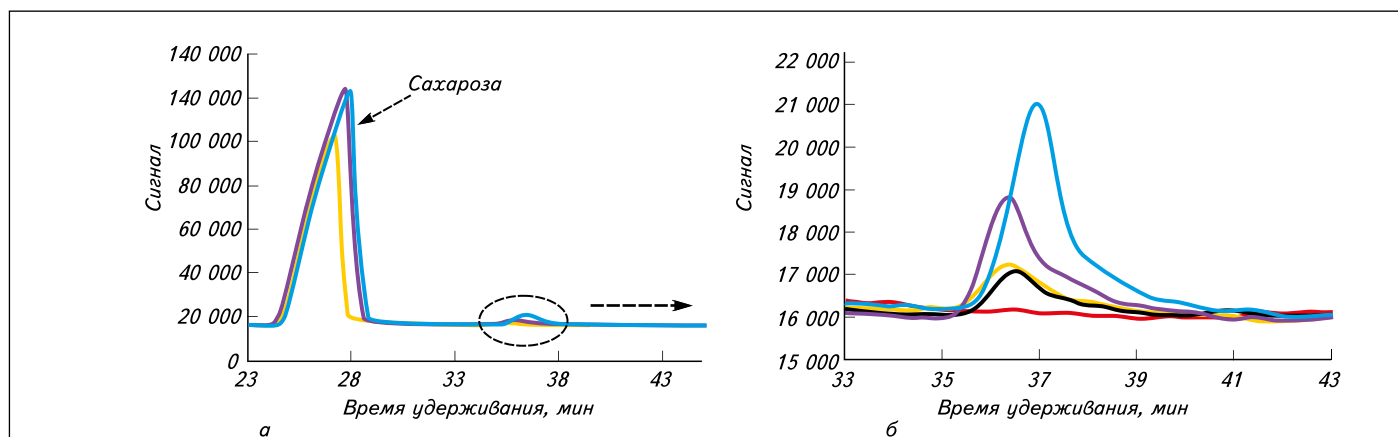 140 000
140 000
100 000
80 000
60 000
40 000
20 000
0
Сигнал
Сахароза
23 28 33 38 43
Время удерживания, мин
а
22 000
21 000
20 000
19 000
18 000
17 000
16 000
15 000
Сигнал
33 35 37 39 41 43
Время удерживания, мин
б